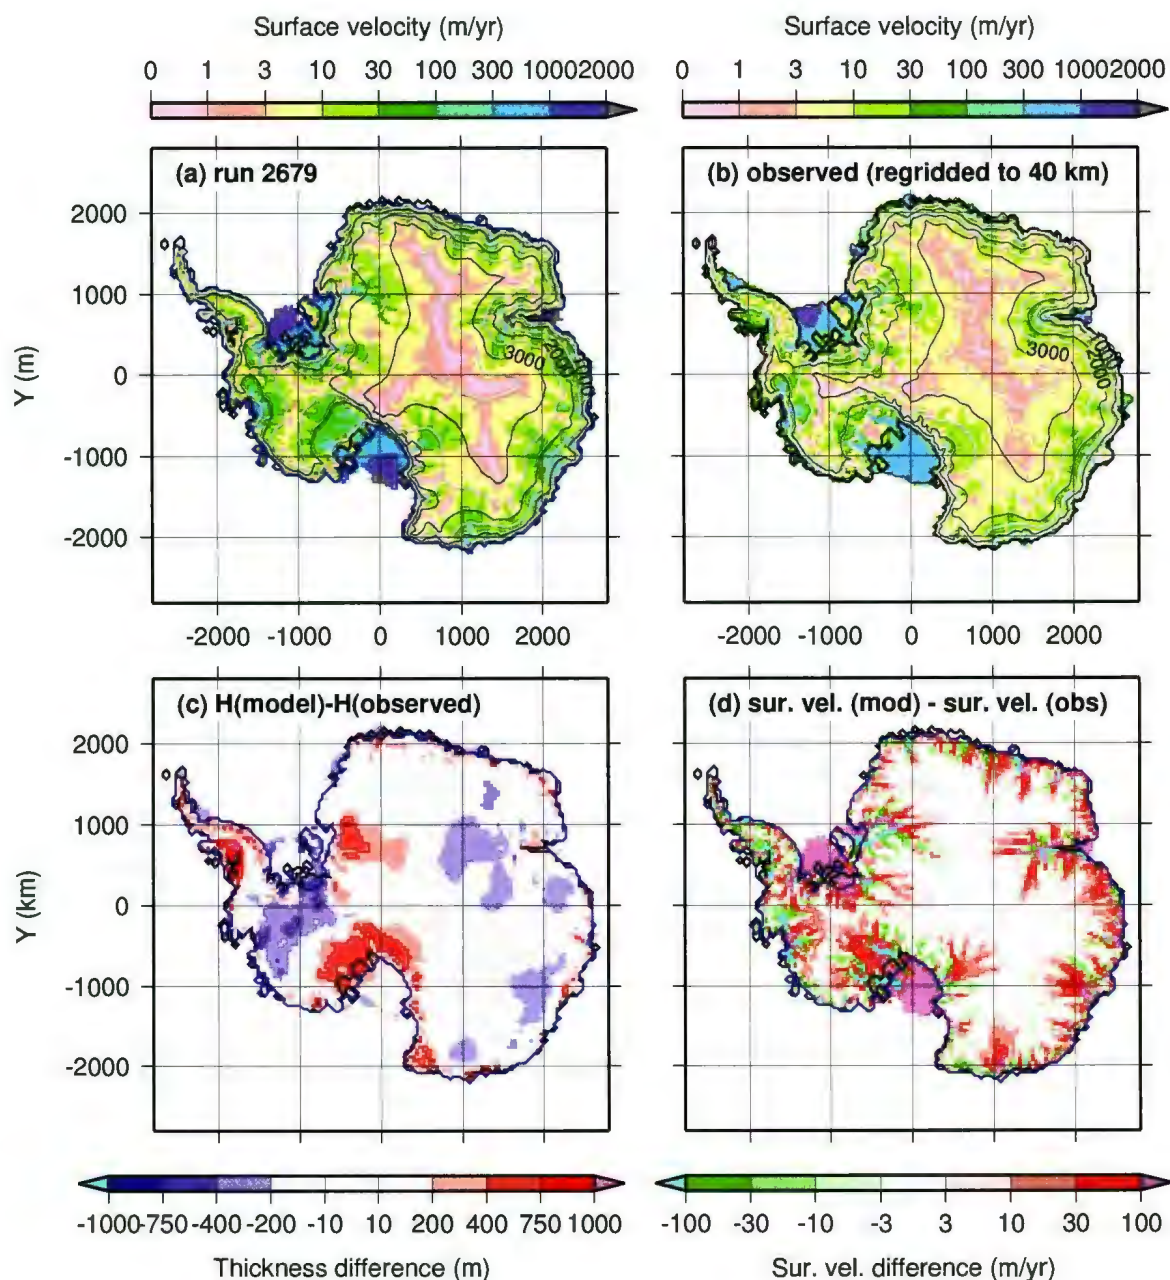 Surface velocity (m/yr)
Surface velocity (m/yr)
0 1 3 10 30 100 300 1000 2000
0 1 3 10 30 100 300 1000 2000
(a) run 2679
(b) observed (regridded to 40 km)
2000
1000
0
-1000
-2000
Y (m)
3000
3000
2000
-2000 -1000 0 1000 2000
-2000 -1000 0 1000 2000
(c) H(model)-H(observed)
(d) sur. vel. (mod) - sur. vel. (obs)
2000
1000
0
-1000
-2000
Y (km)
-1000 -750 -400 -200 -10 10 200 400 750 1000
-100 -30 -10 -3 3 10 30 100
Thickness difference (m)
Sur. vel. difference (m/yr)